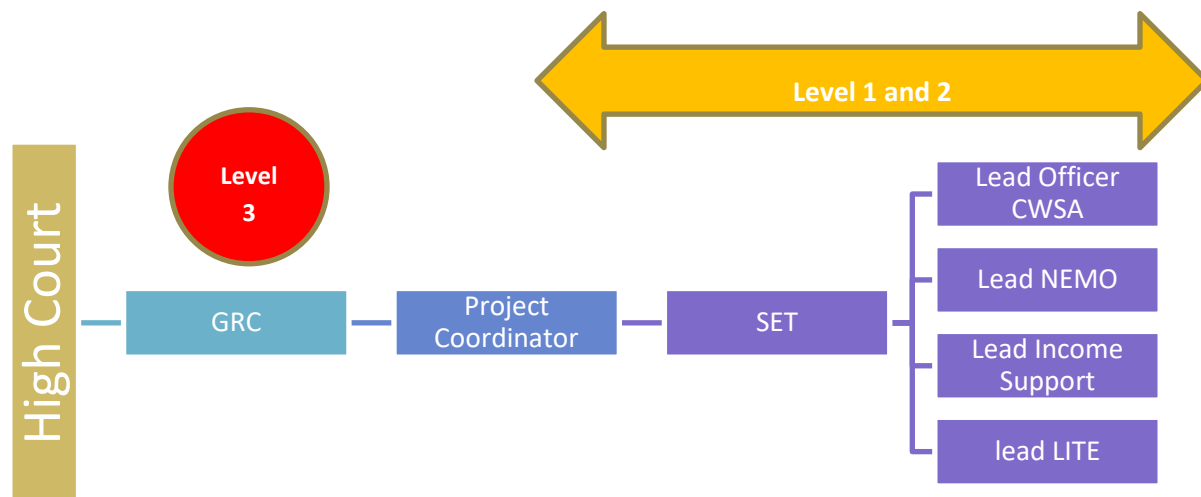 Level 1 and 2
Level
3
High Court
GRC
Project
Coordinator
SET
Lead Officer
CWSA
Lead NEMO
Lead Income
Support
lead LITE